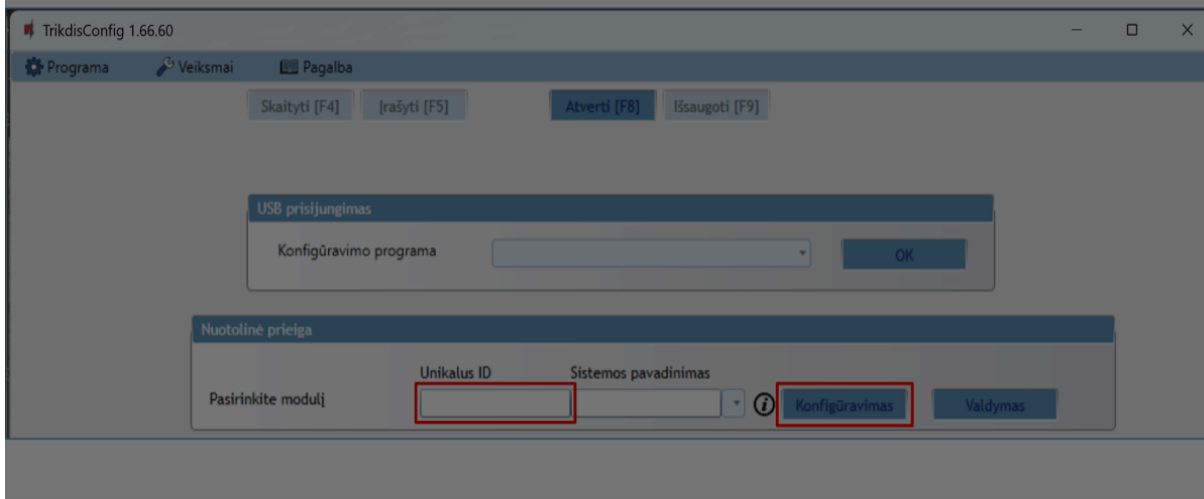 TrikdisConfig 1.66.60
Programa Veiksmai Pagalba
Skaityti [F4] Įrašyti [F5] Atverti [F8] Išsaugoti [F9]
USB prisijungimas
Konfigūravimo programa OK
Nuotolinė prieiga
Unikalus ID Sistemos pavadinimas
Pasirinkite modulį Konfigūravimas Valdymas